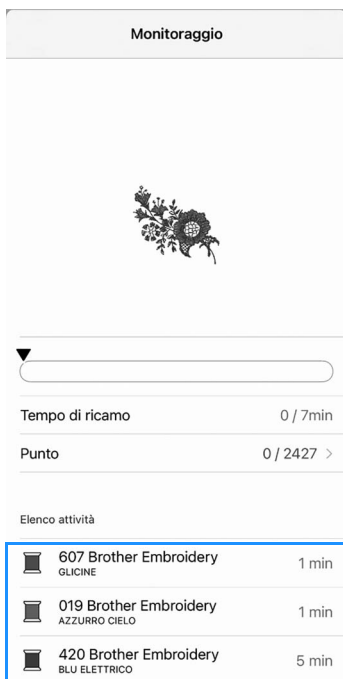 Monitoraggio
Tempo di ricamo 0 / 7min
Punto 0 / 2427 >
Elenco attività
607 Brother Embroidery 1 min
GLICINE
019 Brother Embroidery 1 min
AZZURRO CIELO
420 Brother Embroidery 5 min
BLU ELETTRICO